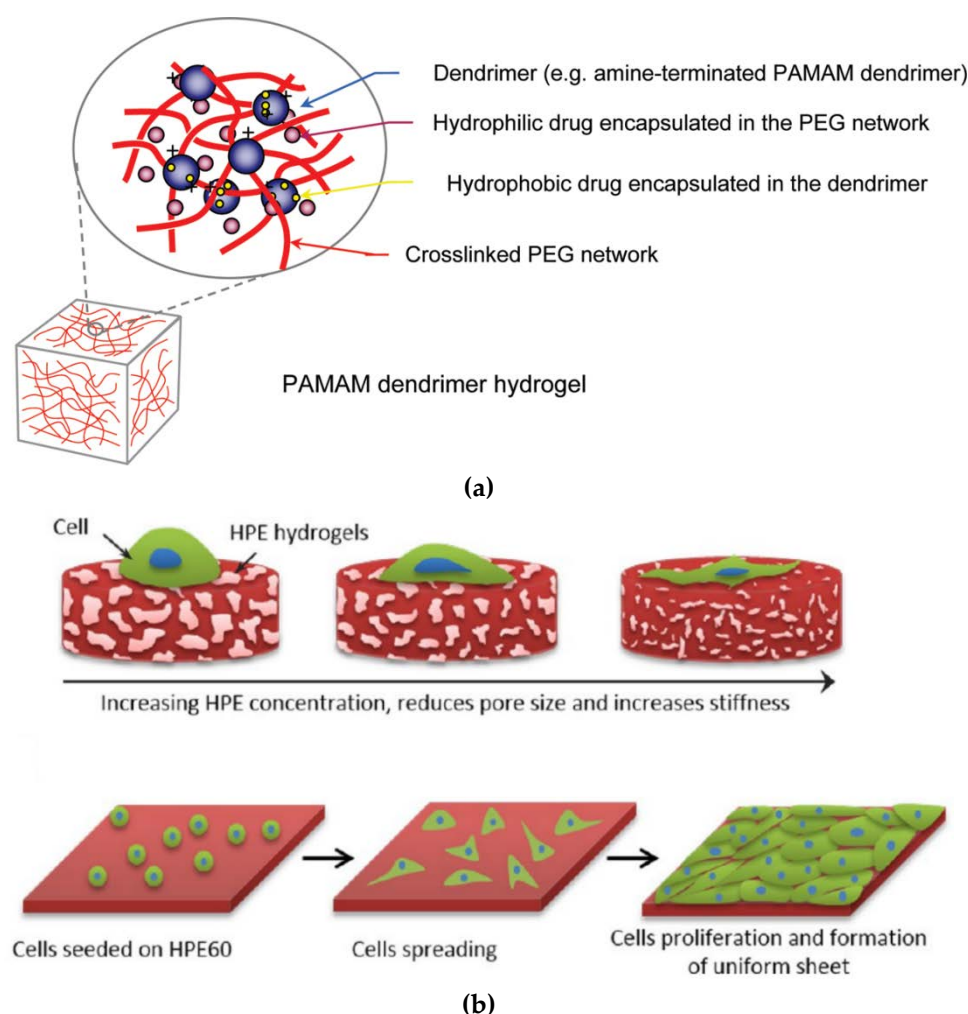 Dendrimer (e.g. amine-terminated PAMAM dendrimer)
Hydrophilic drug encapsulated in the PEG network
Hydrophobic drug encapsulated in the dendrimer
Crosslinked PEG network
PAMAM dendrimer hydrogel
(a)
Cell
HPE hydrogels
Increasing HPE concentration, reduces pore size and increases stiffness
Cells seeded on HPE60
Cells spreading
Cells proliferation and formation
of uniform sheet
(b)